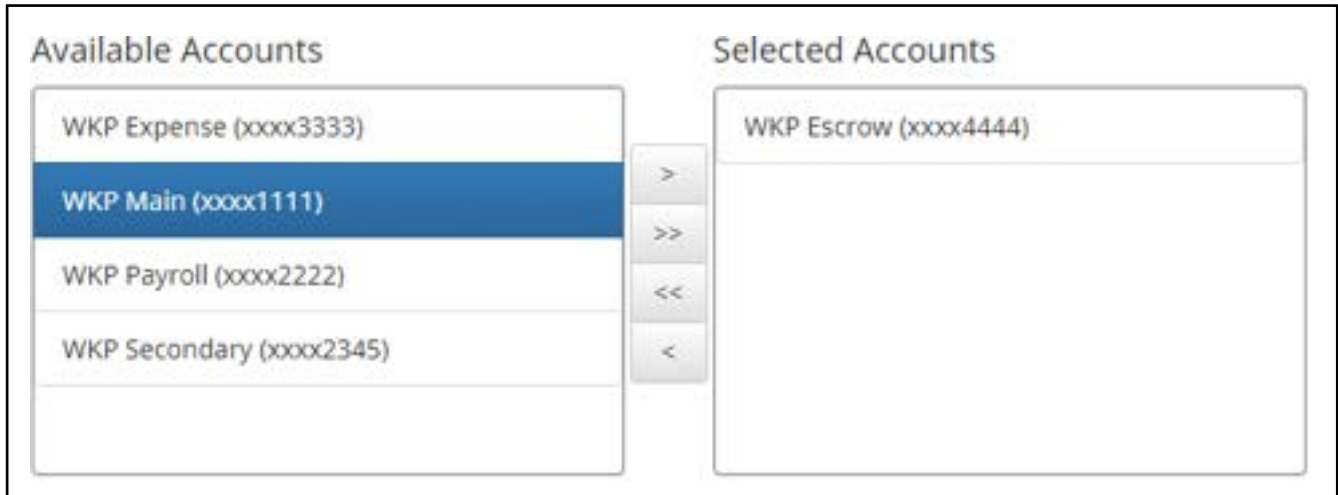 Available Accounts
WKP Expense (xxxx3333)
WKP Main (xxxx1111)
WKP Payroll (xxxx2222)
WKP Secondary (xxxx2345)
>
>>
<<
<
Selected Accounts
WKP Escrow (xxxx4444)